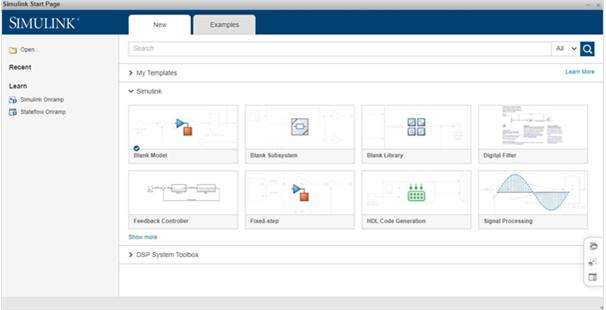 Simulink Start Page
SIMULINK®
New
Examples
Open...
Recent
Learn
Simulink Onramp
Stateflow Onramp
Search
All
My Templates
Learn More
Simulink
Blank Model
Blank Subsystem
Blank Library
Digital Filter
Feedback Controller
Fixed-step
HDL Code Generation
Signal Processing
Show more
DSP System Toolbox